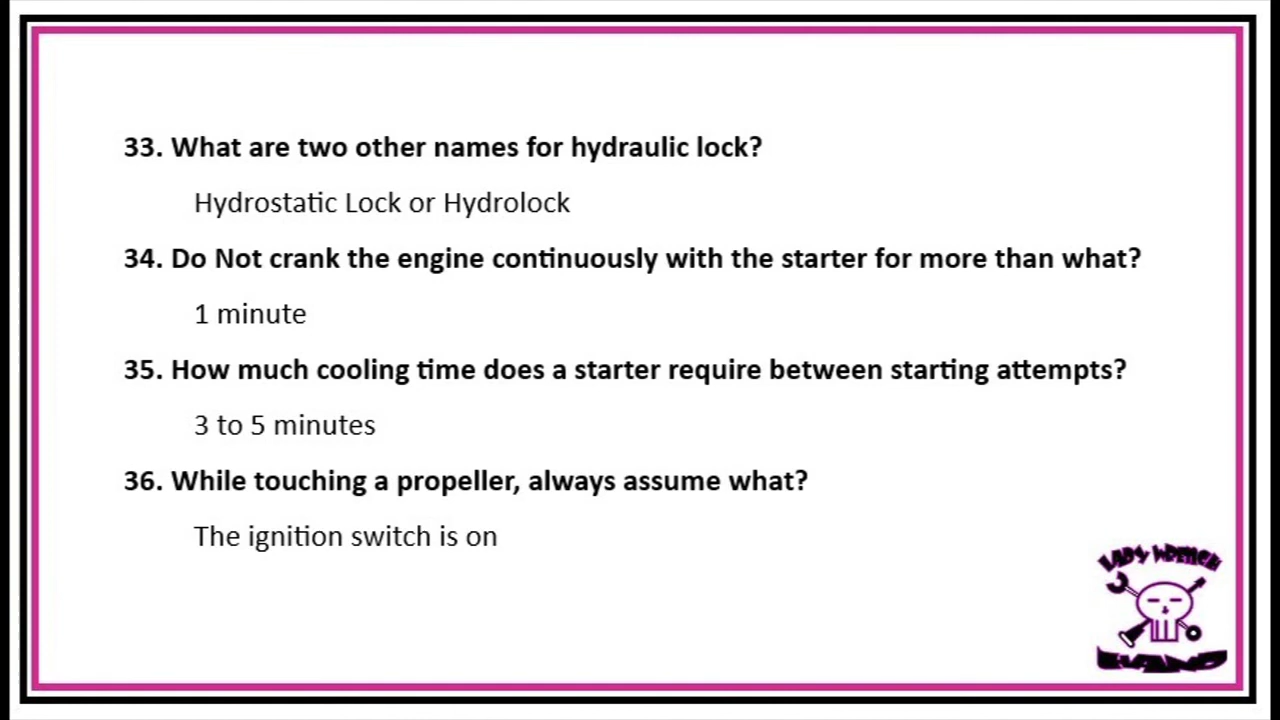 33. What are two other names for hydraulic lock?
Hydrostatic Lock or Hydrolock
34. Do Not crank the engine continuously with the starter for more than what?
1 minute
35. How much cooling time does a starter require between starting attempts?
3 to 5 minutes
36. While touching a propeller, always assume what?
The ignition switch is on
LADY WRENCH